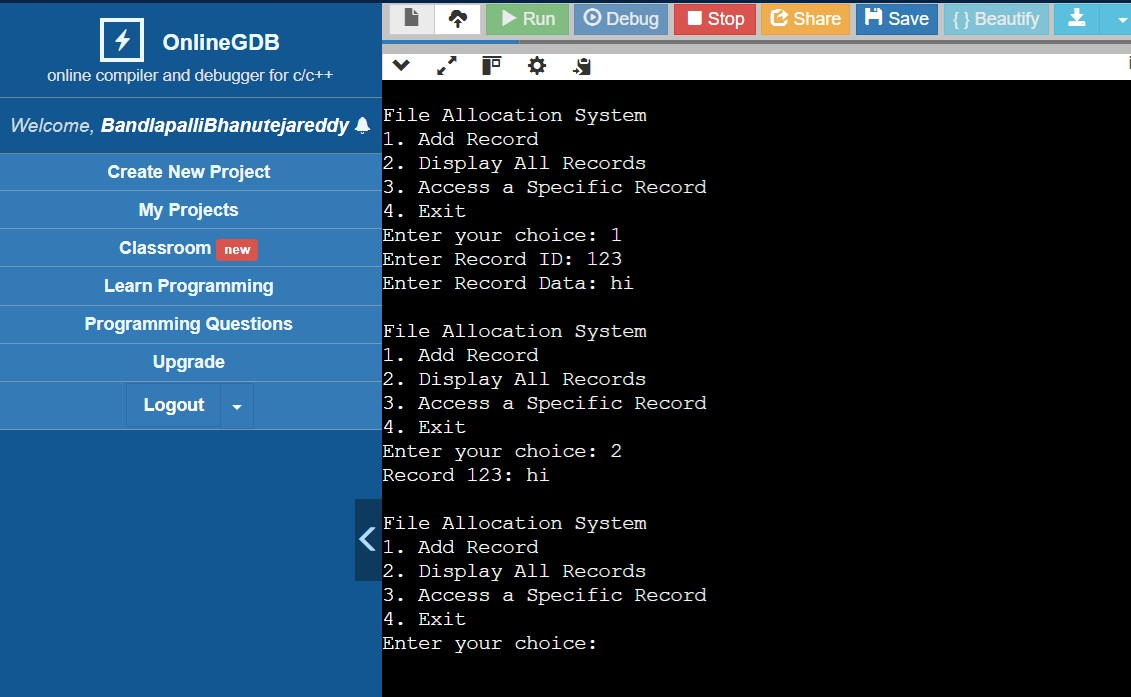 OnlineGDB
online compiler and debugger for c/c++
Welcome, BandlapalliBhanutejareddy
Create New Project
My Projects
Classroom new
Learn Programming
Programming Questions
Upgrade
Logout
Run Debug Stop Share Save { } Beautify
File Allocation System
1. Add Record
2. Display All Records
3. Access a Specific Record
4. Exit
Enter your choice: 1
Enter Record ID: 123
Enter Record Data: hi
File Allocation System
1. Add Record
2. Display All Records
3. Access a Specific Record
4. Exit
Enter your choice: 2
Record 123: hi
File Allocation System
1. Add Record
2. Display All Records
3. Access a Specific Record
4. Exit
Enter your choice: